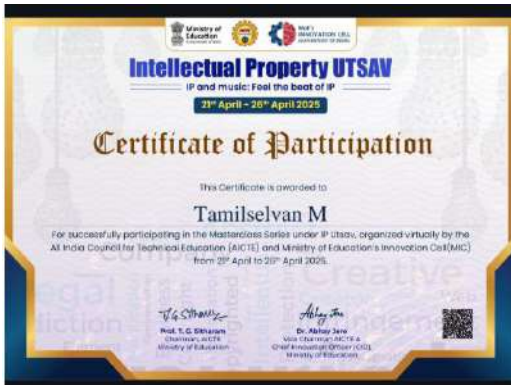 Ministry of
Education
MoE's
INNOVATION CELL
Intellectual Property UTSAV
IP and music: Feel the beat of IP
21st April - 26th April 2025
Certificate of Participation
This Certificate is awarded to
Tamilselvan M
For successfully participating in the Masterclass Series under IP Utsav, organized virtually by the
All India Council for Technical Education (AICTE) and Ministry of Education's Innovation Cell(MIC)
from 21st April to 26th April 2025.
Prof. T. G. Sitharam
Chairman, AICTE
Ministry of Education
Dr. Abhay Jere
Vice Chairman AICTE &
Chief Innovation Officer (CIO),
Ministry of Education